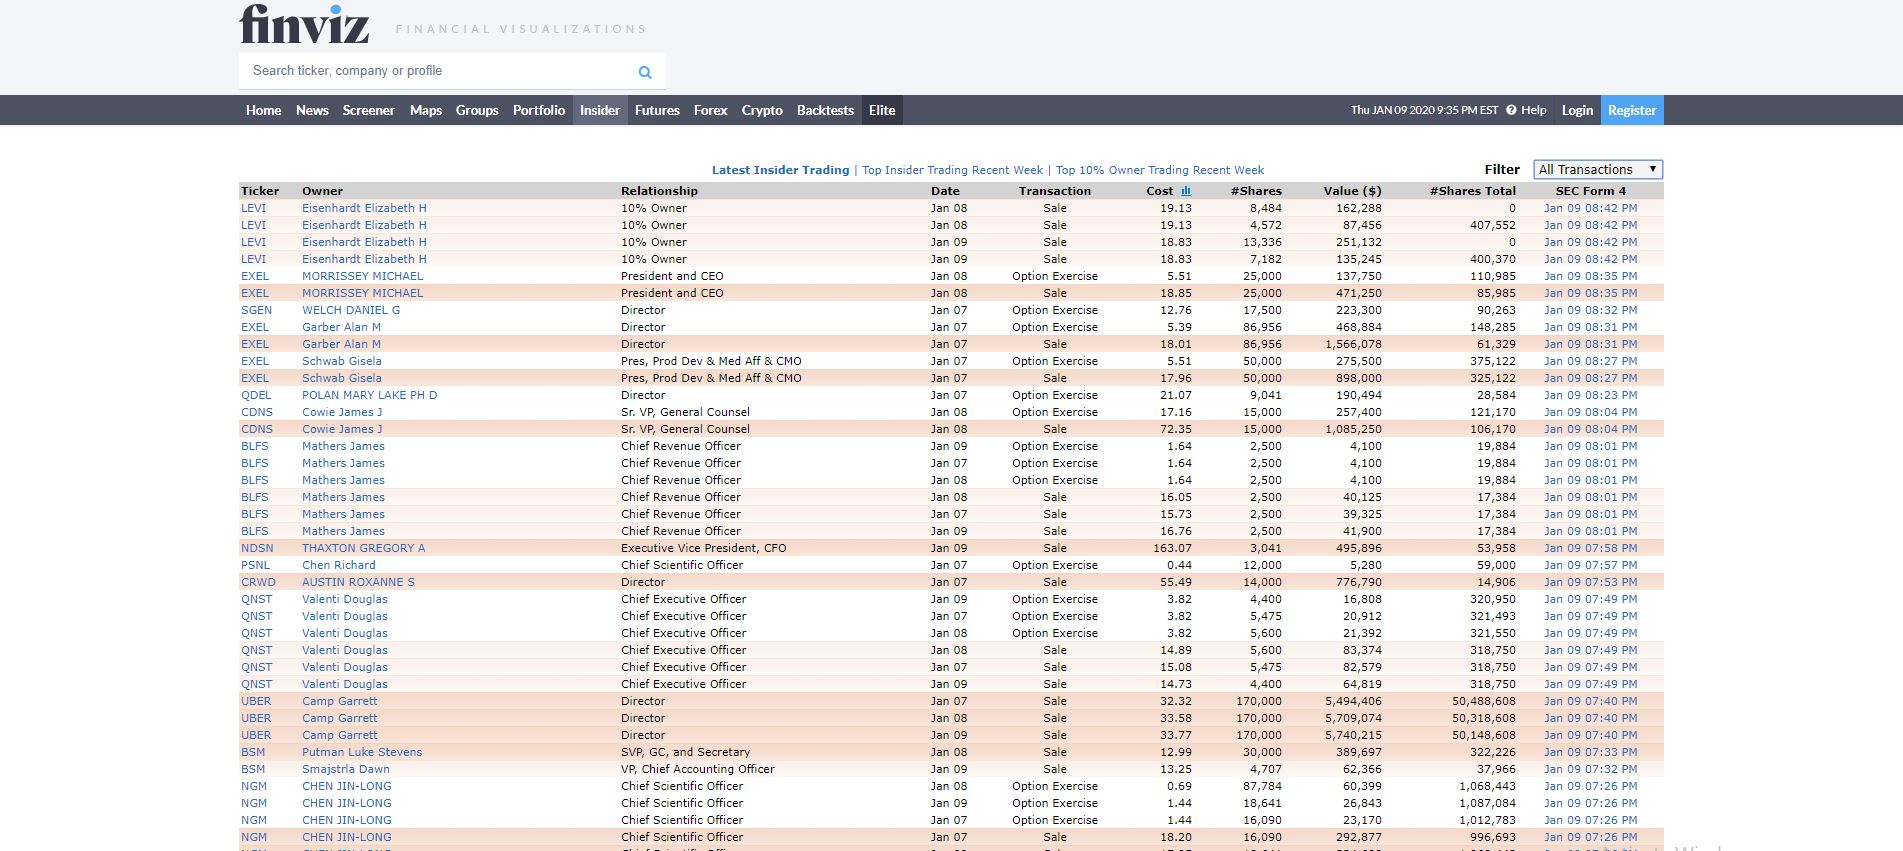 finviz FINANCIAL VISUALIZATIONS
Search ticker, company or profile
Home News Screener Maps Groups Portfolio Insider Futures Forex Crypto Backtests Elite Thu JAN 09 2020 9:35 PM EST Help Login Register
Latest Insider Trading | Top Insider Trading Recent Week | Top 10% Owner Trading Recent Week Filter All Transactions
Ticker Owner Relationship Date Transaction Cost #Shares Value ($) #Shares Total SEC Form 4
LEVI Eisenhardt Elizabeth H 10% Owner Jan 08 Sale 19.13 8,484 162,288 0 Jan 09 08:42 PM
LEVI Eisenhardt Elizabeth H 10% Owner Jan 08 Sale 19.13 4,572 87,456 407,552 Jan 09 08:42 PM
LEVI Eisenhardt Elizabeth H 10% Owner Jan 09 Sale 18.83 13,336 251,132 0 Jan 09 08:42 PM
LEVI Eisenhardt Elizabeth H 10% Owner Jan 09 Sale 18.83 7,182 135,245 400,370 Jan 09 08:42 PM
EXEL MORRISSEY MICHAEL President and CEO Jan 08 Option Exercise 5.51 25,000 137,750 110,985 Jan 09 08:35 PM
EXEL MORRISSEY MICHAEL President and CEO Jan 08 Sale 18.85 25,000 471,250 85,985 Jan 09 08:35 PM
SGEN WELCH DANIEL G Director Jan 07 Option Exercise 12.76 17,500 223,300 90,263 Jan 09 08:32 PM
EXEL Garber Alan M Director Jan 07 Option Exercise 5.39 86,956 468,884 148,285 Jan 09 08:31 PM
EXEL Garber Alan M Director Jan 07 Sale 18.01 86,956 1,566,078 61,329 Jan 09 08:31 PM
EXEL Schwab Gisela Pres, Prod Dev & Med Aff & CMO Jan 07 Option Exercise 5.51 50,000 275,500 375,122 Jan 09 08:27 PM
EXEL Schwab Gisela Pres, Prod Dev & Med Aff & CMO Jan 07 Sale 17.96 50,000 898,000 325,122 Jan 09 08:27 PM
QDEL POLAN MARY LAKE PH D Director Jan 07 Option Exercise 21.07 9,041 190,494 28,584 Jan 09 08:23 PM
CDNS Cowie James J Sr. VP, General Counsel Jan 08 Option Exercise 17.16 15,000 257,400 121,170 Jan 09 08:04 PM
CDNS Cowie James J Sr. VP, General Counsel Jan 08 Sale 72.35 15,000 1,085,250 106,170 Jan 09 08:04 PM
BLFS Mathers James Chief Revenue Officer Jan 09 Option Exercise 1.64 2,500 4,100 19,884 Jan 09 08:01 PM
BLFS Mathers James Chief Revenue Officer Jan 07 Option Exercise 1.64 2,500 4,100 19,884 Jan 09 08:01 PM
BLFS Mathers James Chief Revenue Officer Jan 08 Option Exercise 1.64 2,500 4,100 19,884 Jan 09 08:01 PM
BLFS Mathers James Chief Revenue Officer Jan 08 Sale 16.05 2,500 40,125 17,384 Jan 09 08:01 PM
BLFS Mathers James Chief Revenue Officer Jan 07 Sale 15.73 2,500 39,325 17,384 Jan 09 08:01 PM
BLFS Mathers James Chief Revenue Officer Jan 09 Sale 16.76 2,500 41,900 17,384 Jan 09 08:01 PM
NDSN THAXTON GREGORY A Executive Vice President, CFO Jan 09 Sale 163.07 3,041 495,896 53,958 Jan 09 07:58 PM
PSNL Chen Richard Chief Scientific Officer Jan 07 Option Exercise 0.44 12,000 5,280 59,000 Jan 09 07:57 PM
CRWD AUSTIN ROXANNE S Director Jan 07 Sale 55.49 14,000 776,790 14,906 Jan 09 07:53 PM
QNST Valenti Douglas Chief Executive Officer Jan 09 Option Exercise 3.82 4,400 16,808 320,950 Jan 09 07:49 PM
QNST Valenti Douglas Chief Executive Officer Jan 07 Option Exercise 3.82 5,475 20,912 321,493 Jan 09 07:49 PM
QNST Valenti Douglas Chief Executive Officer Jan 08 Option Exercise 3.82 5,600 21,392 321,550 Jan 09 07:49 PM
QNST Valenti Douglas Chief Executive Officer Jan 08 Sale 14.89 5,600 83,374 318,750 Jan 09 07:49 PM
QNST Valenti Douglas Chief Executive Officer Jan 07 Sale 15.08 5,475 82,579 318,750 Jan 09 07:49 PM
QNST Valenti Douglas Chief Executive Officer Jan 09 Sale 14.73 4,400 64,819 318,750 Jan 09 07:49 PM
UBER Camp Garrett Director Jan 07 Sale 32.32 170,000 5,494,406 50,488,608 Jan 09 07:40 PM
UBER Camp Garrett Director Jan 08 Sale 33.58 170,000 5,709,074 50,318,608 Jan 09 07:40 PM
UBER Camp Garrett Director Jan 09 Sale 33.77 170,000 5,740,215 50,148,608 Jan 09 07:40 PM
BSM Putman Luke Stevens SVP, GC, and Secretary Jan 08 Sale 12.99 30,000 389,697 322,226 Jan 09 07:33 PM
BSM Smajstrla Dawn VP, Chief Accounting Officer Jan 09 Sale 13.25 4,707 62,366 37,966 Jan 09 07:32 PM
NGM CHEN JIN-LONG Chief Scientific Officer Jan 08 Option Exercise 0.69 87,784 60,399 1,068,443 Jan 09 07:26 PM
NGM CHEN JIN-LONG Chief Scientific Officer Jan 09 Option Exercise 1.44 18,641 26,843 1,087,084 Jan 09 07:26 PM
NGM CHEN JIN-LONG Chief Scientific Officer Jan 07 Option Exercise 1.44 16,090 23,170 1,012,783 Jan 09 07:26 PM
NGM CHEN JIN-LONG Chief Scientific Officer Jan 07 Sale 18.20 16,090 292,877 996,693 Jan 09 07:26 PM